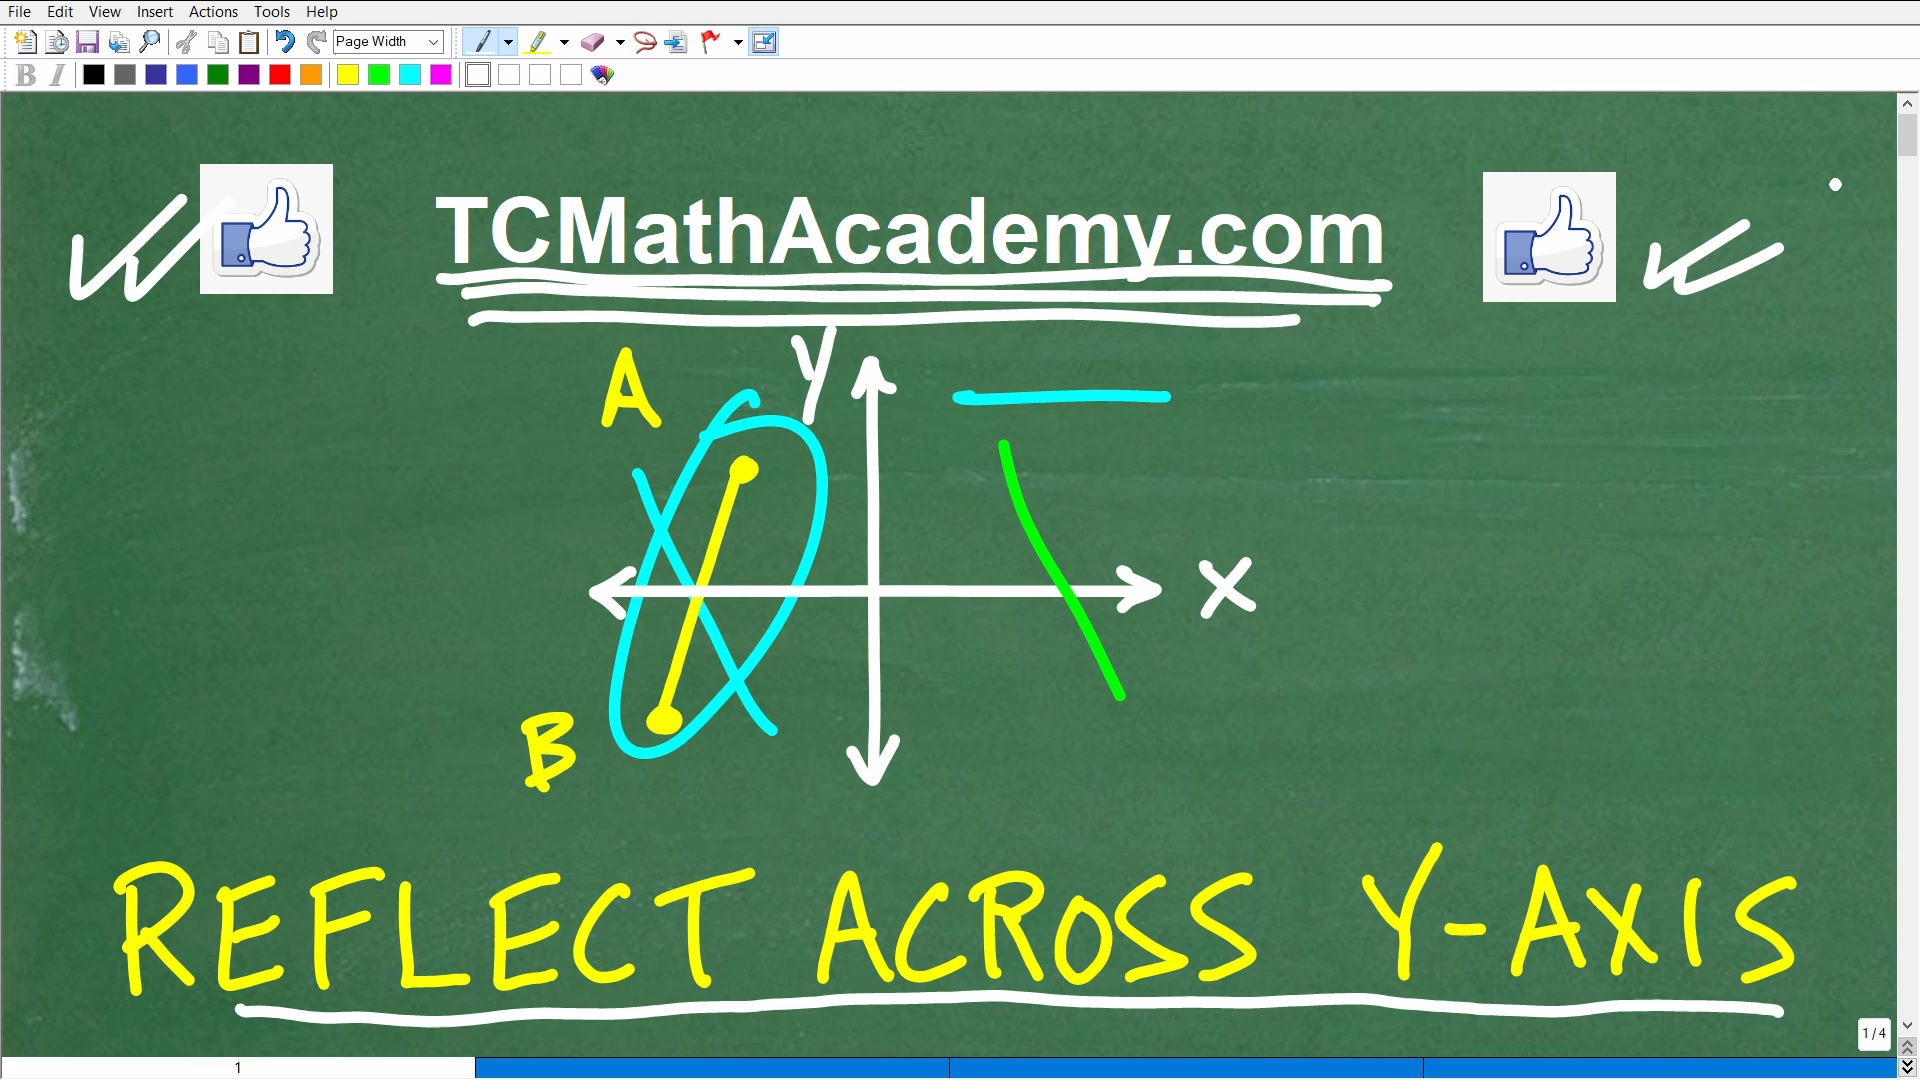 File Edit View Insert Actions Tools Help
Page Width
B I
TCMathAcademy.com
y
A
x
B
REFLECT ACROSS Y-AXIS
1 / 4
1